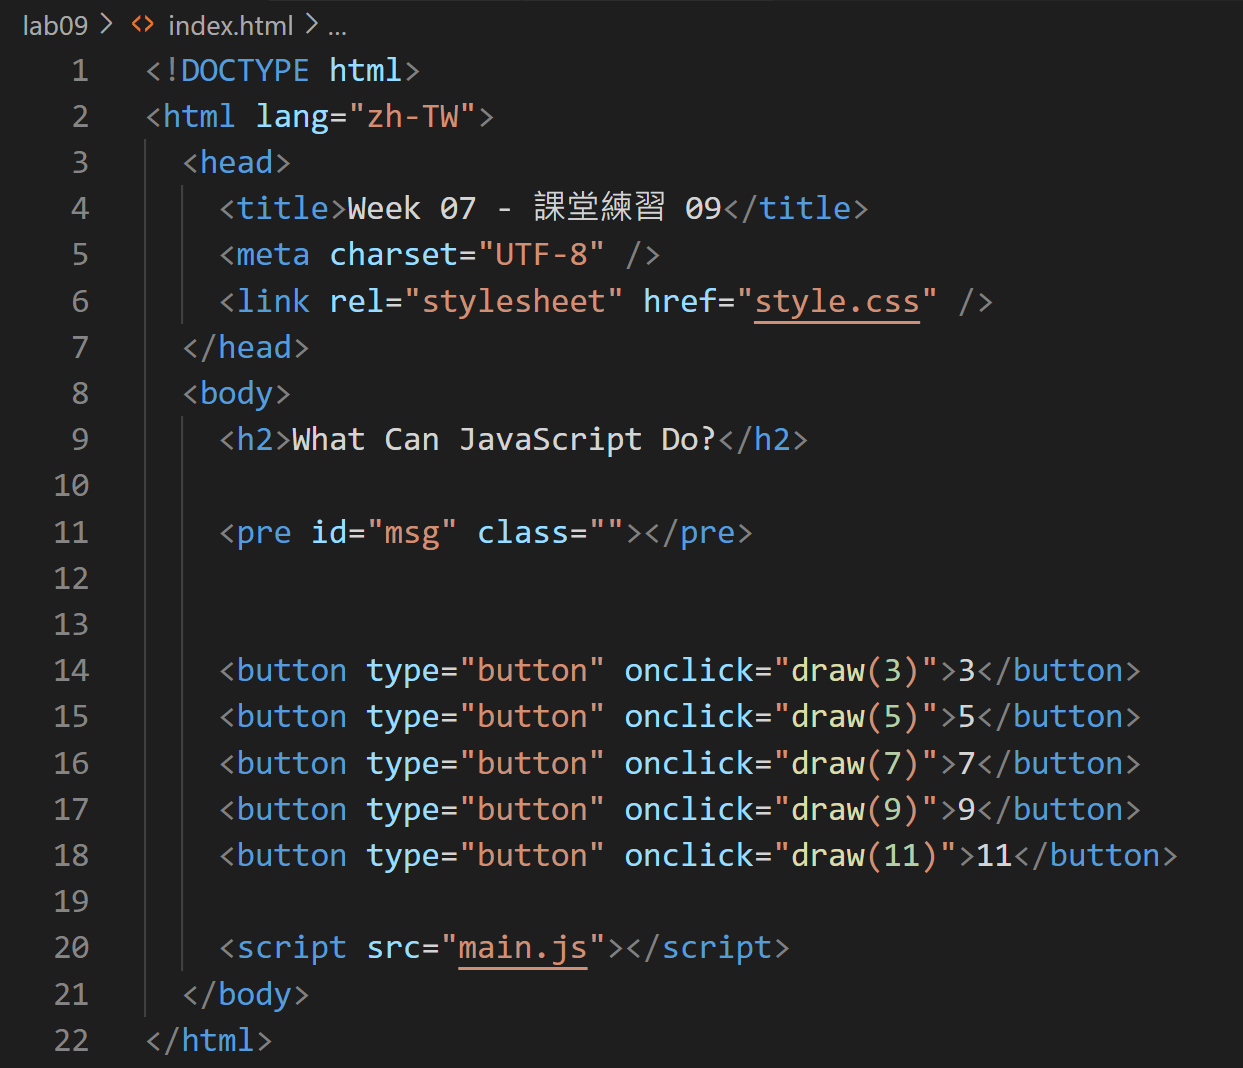 lab09 > <> index.html > ...
1 <!DOCTYPE html>
2 <html lang="zh-TW">
3   <head>
4     <title>Week 07 - 課堂練習 09</title>
5     <meta charset="UTF-8" />
6     <link rel="stylesheet" href="style.css" />
7   </head>
8   <body>
9     <h2>What Can JavaScript Do?</h2>
10
11     <pre id="msg" class=""></pre>
12
13
14     <button type="button" onclick="draw(3)">3</button>
15     <button type="button" onclick="draw(5)">5</button>
16     <button type="button" onclick="draw(7)">7</button>
17     <button type="button" onclick="draw(9)">9</button>
18     <button type="button" onclick="draw(11)">11</button>
19
20     <script src="main.js"></script>
21   </body>
22 </html>